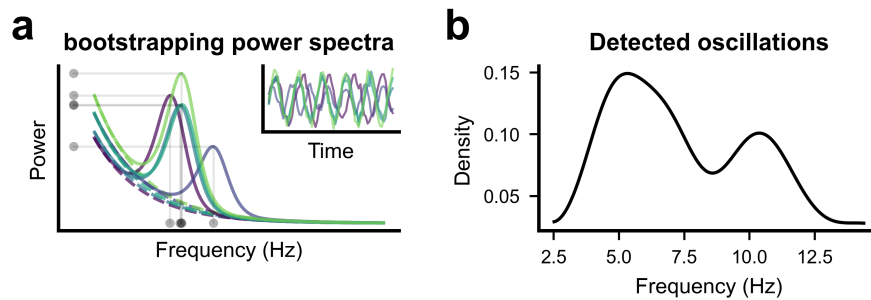 a
bootstrapping power spectra
Power
Time
Frequency (Hz)
b
Detected oscillations
Density
0.15
0.10
0.05
2.5 5.0 7.5 10.0 12.5
Frequency (Hz)